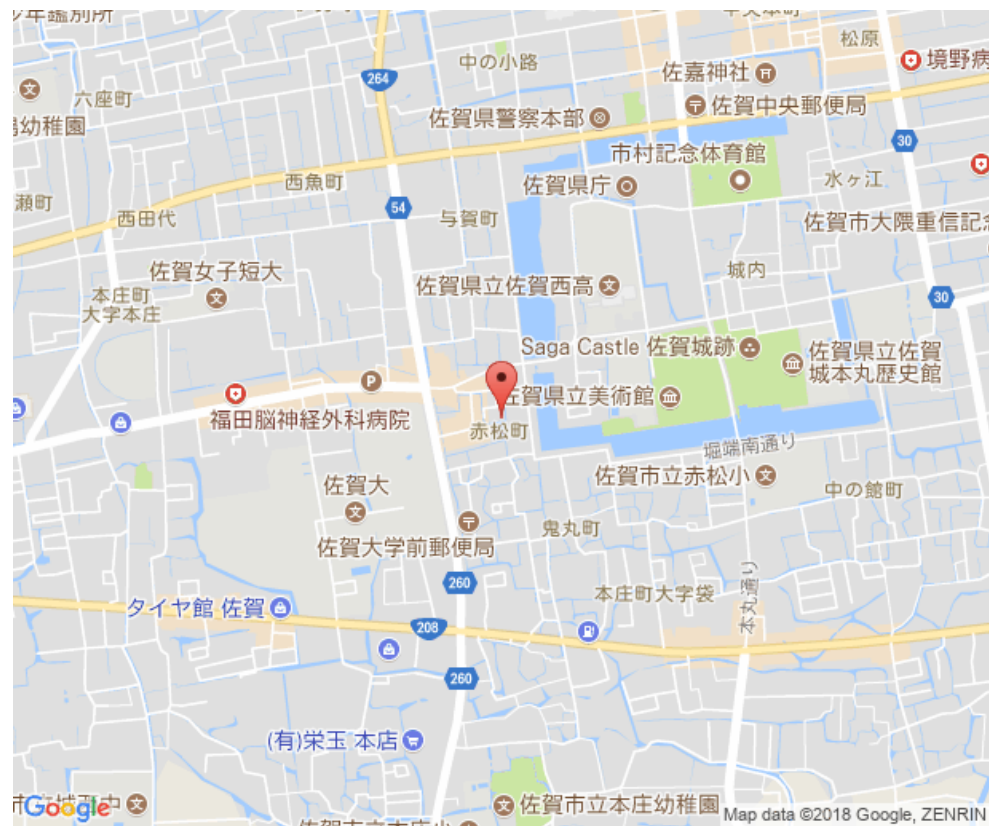 少年鑑別所
中の小路
松原
264
佐嘉神社
境野病
六座町
佐賀中央郵便局
幼稚園
佐賀県警察本部
30
市村記念体育館
西魚町
佐賀県庁
水ヶ江
瀬町
54
与賀町
西田代
佐賀市大隈重信記念
佐賀女子短大
城内
佐賀県立佐賀西高
本庄町
大字本庄
30
Saga Castle 佐賀城跡
佐賀県立佐賀
城本丸歴史館
P
佐賀県立美術館
福田脳神経外科病院
赤松町
堀端南通り
佐賀市立赤松小
佐賀大
中の館町
鬼丸町
佐賀大学前郵便局
260
本庄町大字袋
本丸通り
タイヤ館 佐賀
208
260
(有)栄玉 本店
Google
佐賀市立本庄幼稚園
Map data ©2018 Google, ZENRIN